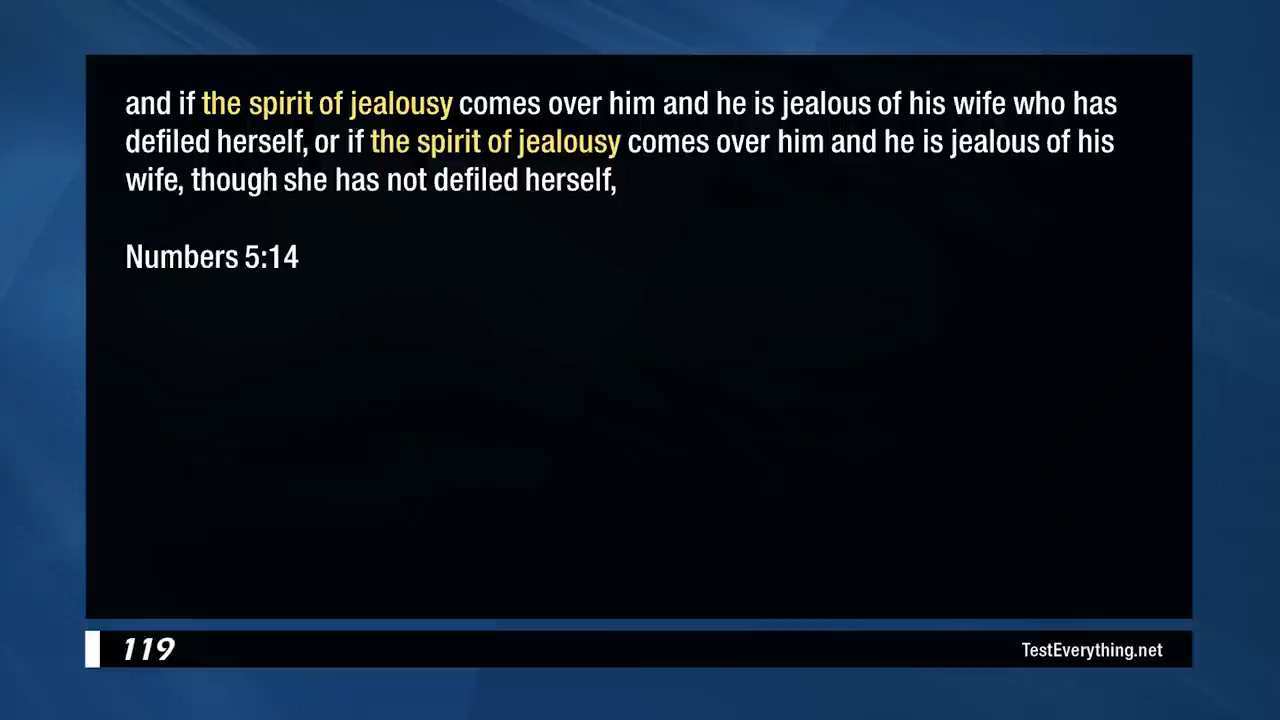 and if the spirit of jealousy comes over him and he is jealous of his wife who has
defiled herself, or if the spirit of jealousy comes over him and he is jealous of his
wife, though she has not defiled herself,
Numbers 5:14
119
TestEverything.net